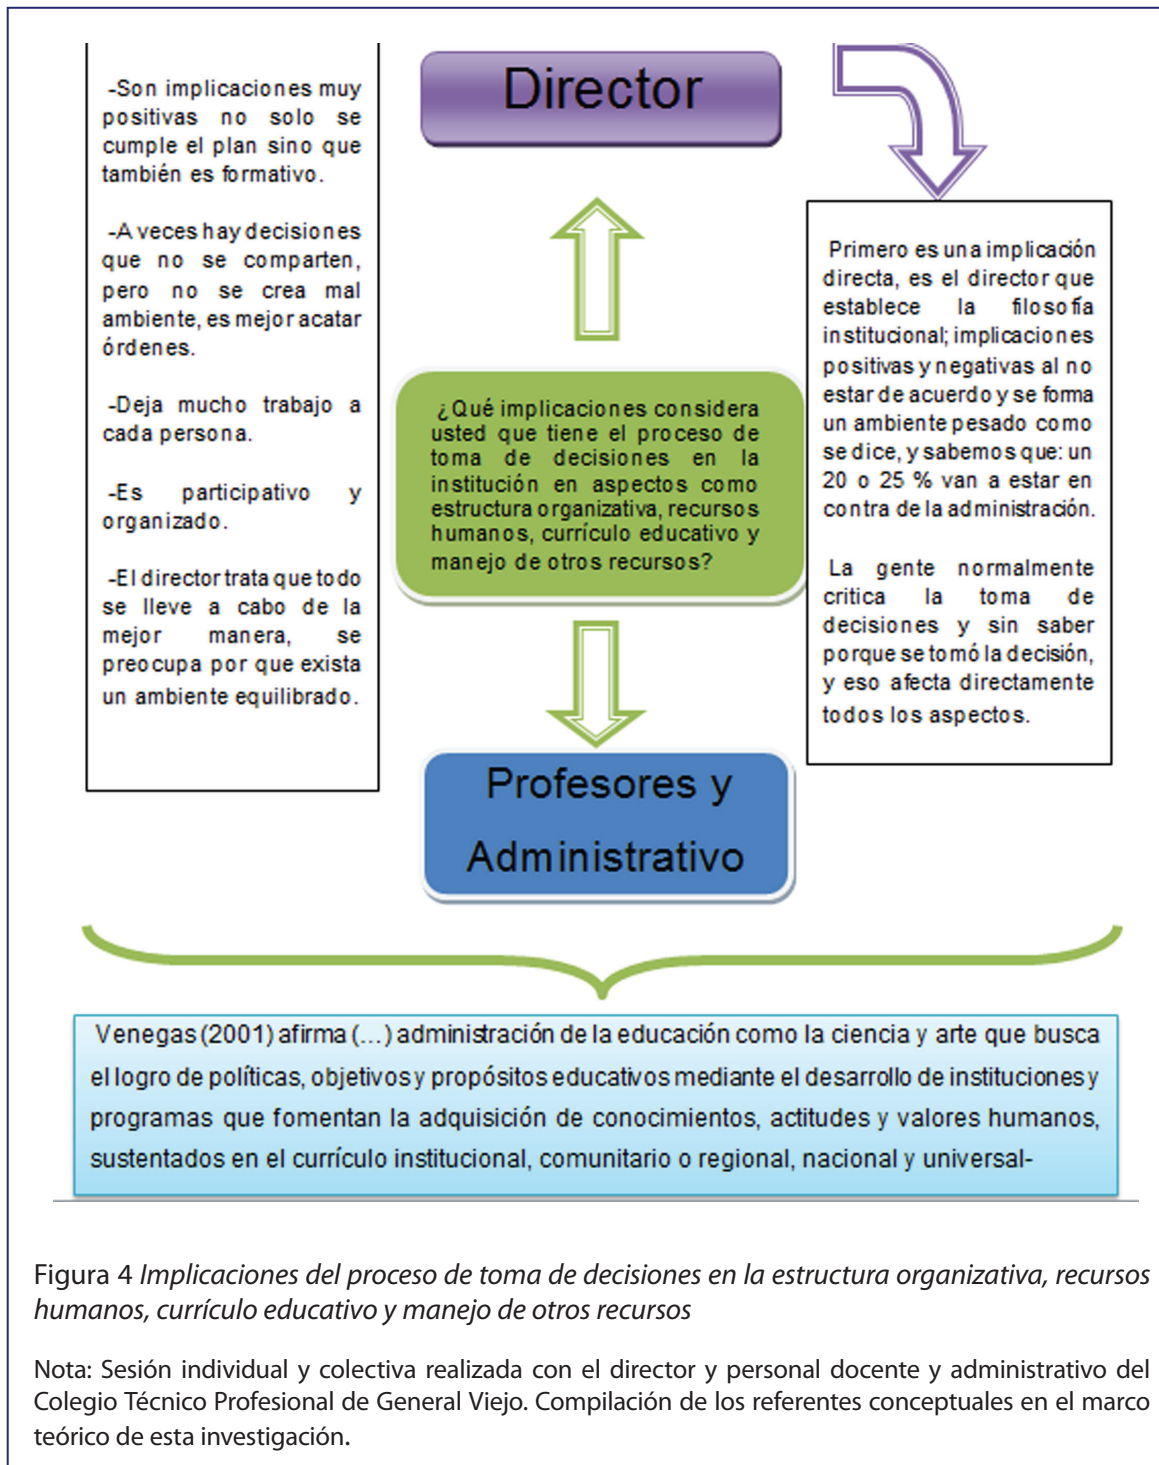 -Son implicaciones muy
positivas no solo se
cumple el plan sino que
también es formativo.
-A veces hay decisiones
que no se comparten,
pero no se crea mal
ambiente, es mejor acatar
órdenes.
-Deja mucho trabajo a
cada persona.
-Es participativo y
organizado.
-El director trata que todo
se lleve a cabo de la
mejor manera, se
preocupa por que exista
un ambiente equilibrado.
Director
¿Qué implicaciones considera
usted que tiene el proceso de
toma de decisiones en la
institución en aspectos como
estructura organizativa, recursos
humanos, currículo educativo y
manejo de otros recursos?
Profesores y
Administrativo
Primero es una implicación
directa, es el director que
establece la filosofía
institucional; implicaciones
positivas y negativas al no
estar de acuerdo y se forma
un ambiente pesado como
se dice, y sabemos que: un
20 o 25 % van a estar en
contra de la administración.
La gente normalmente
critica la toma de
decisiones y sin saber
porque se tomó la decisión,
y eso afecta directamente
todos los aspectos.
Venegas (2001) afirma (...) administración de la educación como la ciencia y arte que busca
el logro de políticas, objetivos y propósitos educativos mediante el desarrollo de instituciones y
programas que fomentan la adquisición de conocimientos, actitudes y valores humanos,
sustentados en el currículo institucional, comunitario o regional, nacional y universal-
Figura 4 Implicaciones del proceso de toma de decisiones en la estructura organizativa, recursos
humanos, currículo educativo y manejo de otros recursos
Nota: Sesión individual y colectiva realizada con el director y personal docente y administrativo del
Colegio Técnico Profesional de General Viejo. Compilación de los referentes conceptuales en el marco
teórico de esta investigación.